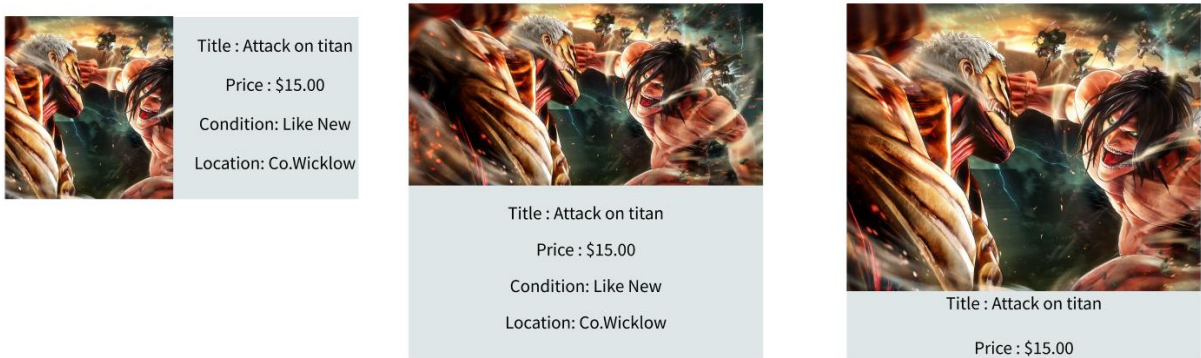 Title : Attack on titan
Price : $15.00
Condition: Like New
Location: Co.Wicklow
Title : Attack on titan
Price : $15.00
Condition: Like New
Location: Co.Wicklow
Title : Attack on titan
Price : $15.00